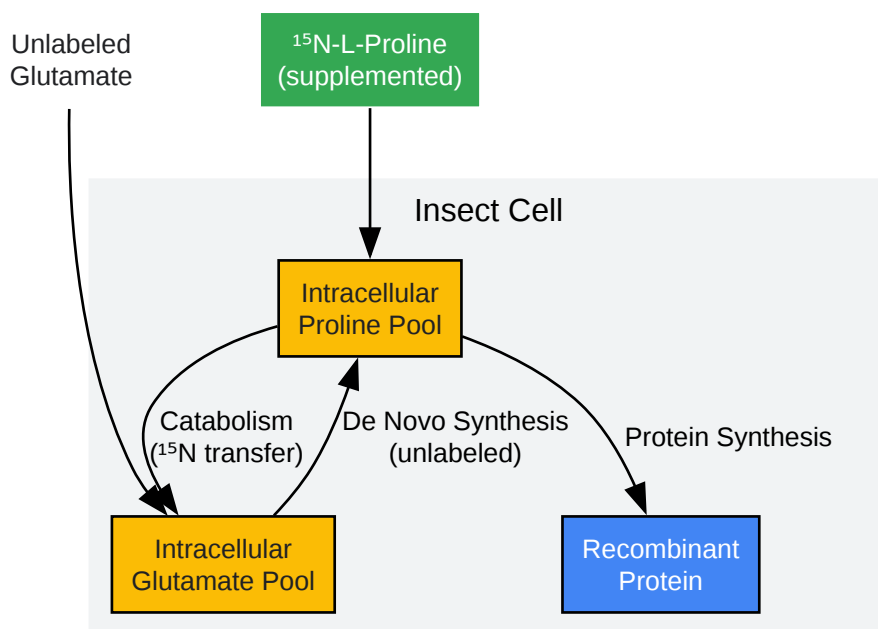 Unlabeled
Glutamate
¹⁵N-L-Proline
(supplemented)
Insect Cell
Intracellular
Proline Pool
Catabolism
(¹⁵N transfer)
De Novo Synthesis
(unlabeled)
Protein Synthesis
Intracellular
Glutamate Pool
Recombinant
Protein